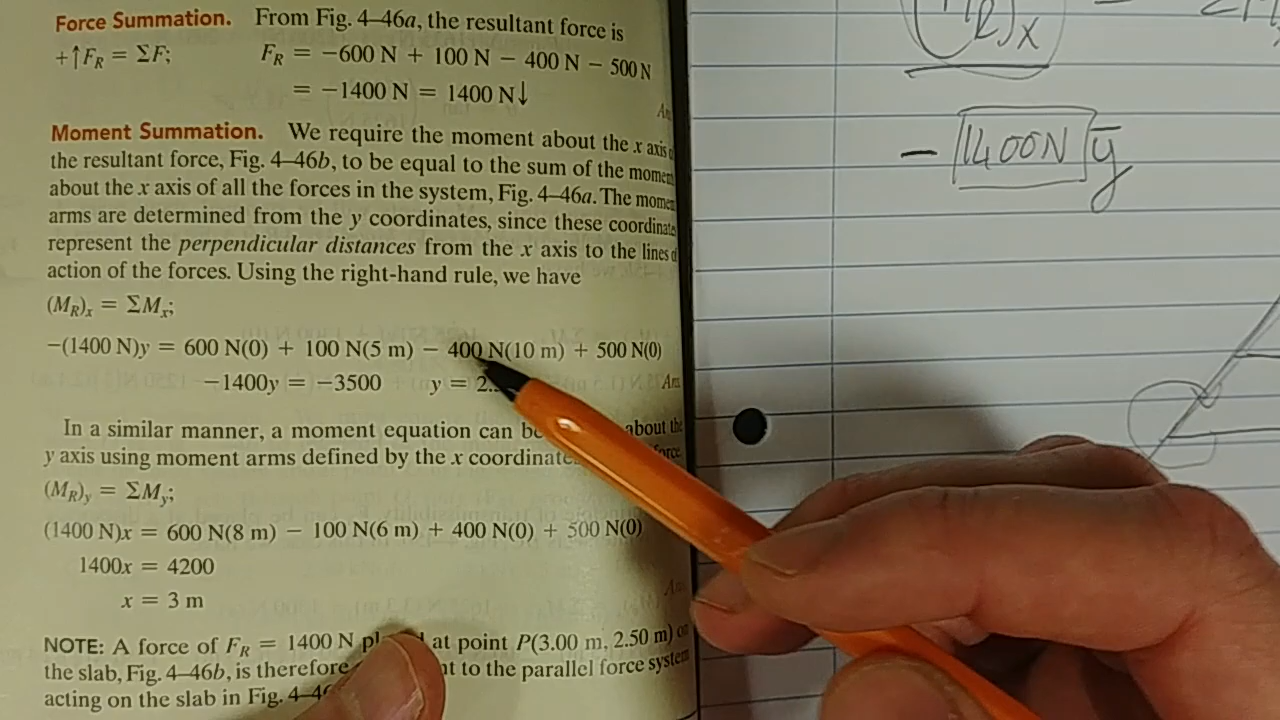 Force Summation. From Fig. 4–46a, the resultant force is
+↑F_R = ΣF; F_R = −600 N + 100 N − 400 N − 500 N
= −1400 N = 1400 N↓
Moment Summation. We require the moment about the x axis
the resultant force, Fig. 4–46b, to be equal to the sum of the
about the x axis of all the forces in the system, Fig. 4–46a. The
arms are determined from the y coordinates, since these
represent the perpendicular distances from the x axis to the lines
action of the forces. Using the right-hand rule, we have
(M_R)_x = ΣM_x;
−(1400 N)y = 600 N(0) + 100 N(5 m) − 400 N(10 m) + 500 N(0)
−1400y = −3500 y = 2.
In a similar manner, a moment equation can about the
y axis using moment arms defined by the x
(M_R)_y = ΣM_y;
(1400 N)x = 600 N(8 m) − 100 N(6 m) + 400 N(0) + 500 N(0)
1400x = 4200
x = 3 m
NOTE: A force of F_R = 1400 N at point P(3.00 m, 2.50 m)
the slab, Fig. 4–46b, is therefore to the parallel force system
acting on the slab in Fig.
− 1400N ȳ